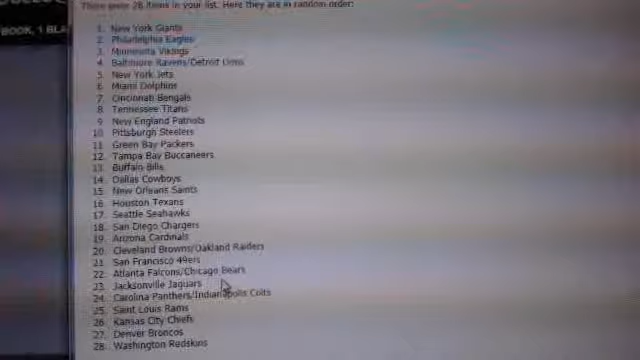 There were 28 items in your list. Here they are in random order:
BOOK, 1 BLA
1. New York Giants
2. Philadelphia Eagles
3. Minnesota Vikings
4. Baltimore Ravens/Detroit Lions
5. New York Jets
6. Miami Dolphins
7. Cincinnati Bengals
8. Tennessee Titans
9. New England Patriots
10. Pittsburgh Steelers
11. Green Bay Packers
12. Tampa Bay Buccaneers
13. Buffalo Bills
14. Dallas Cowboys
15. New Orleans Saints
16. Houston Texans
17. Seattle Seahawks
18. San Diego Chargers
19. Arizona Cardinals
20. Cleveland Browns/Oakland Raiders
21. San Francisco 49ers
22. Atlanta Falcons/Chicago Bears
23. Jacksonville Jaguars
24. Carolina Panthers/Indianapolis Colts
25. Saint Louis Rams
26. Kansas City Chiefs
27. Denver Broncos
28. Washington Redskins